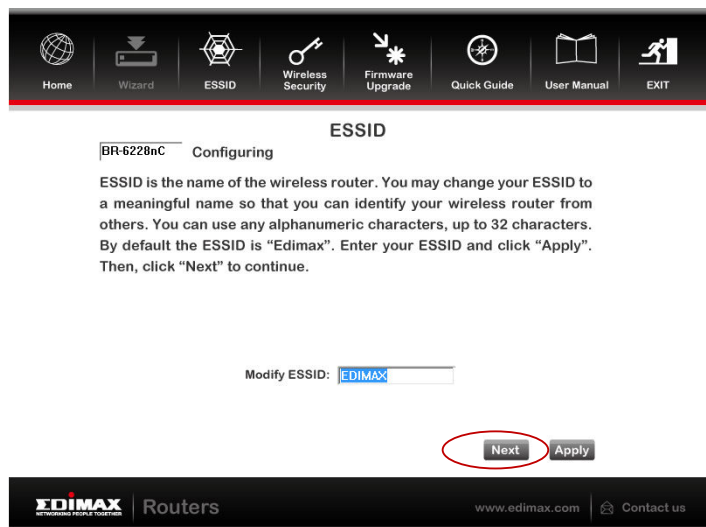 Home
Wizard
ESSID
Wireless
Security
Firmware
Upgrade
Quick Guide
User Manual
EXIT
ESSID
BR-6228nC Configuring
ESSID is the name of the wireless router. You may change your ESSID to
a meaningful name so that you can identify your wireless router from
others. You can use any alphanumeric characters, up to 32 characters.
By default the ESSID is “Edimax”. Enter your ESSID and click “Apply”.
Then, click “Next” to continue.
Modify ESSID: EDIMAX
Next Apply
EDIMAX Routers www.edimax.com Contact us
NETWORKING PEOPLE TOGETHER